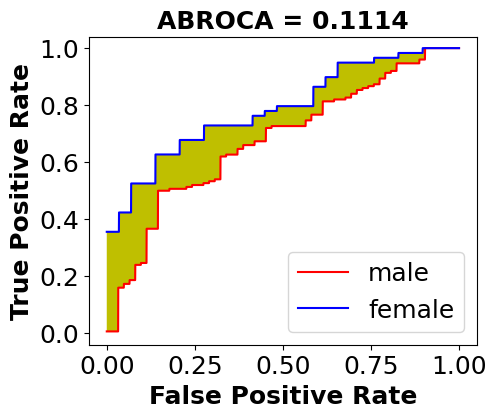 ABROCA = 0.1114
True Positive Rate
1.0
0.8
0.6
0.4
0.2
0.0
male
female
0.00 0.25 0.50 0.75 1.00
False Positive Rate